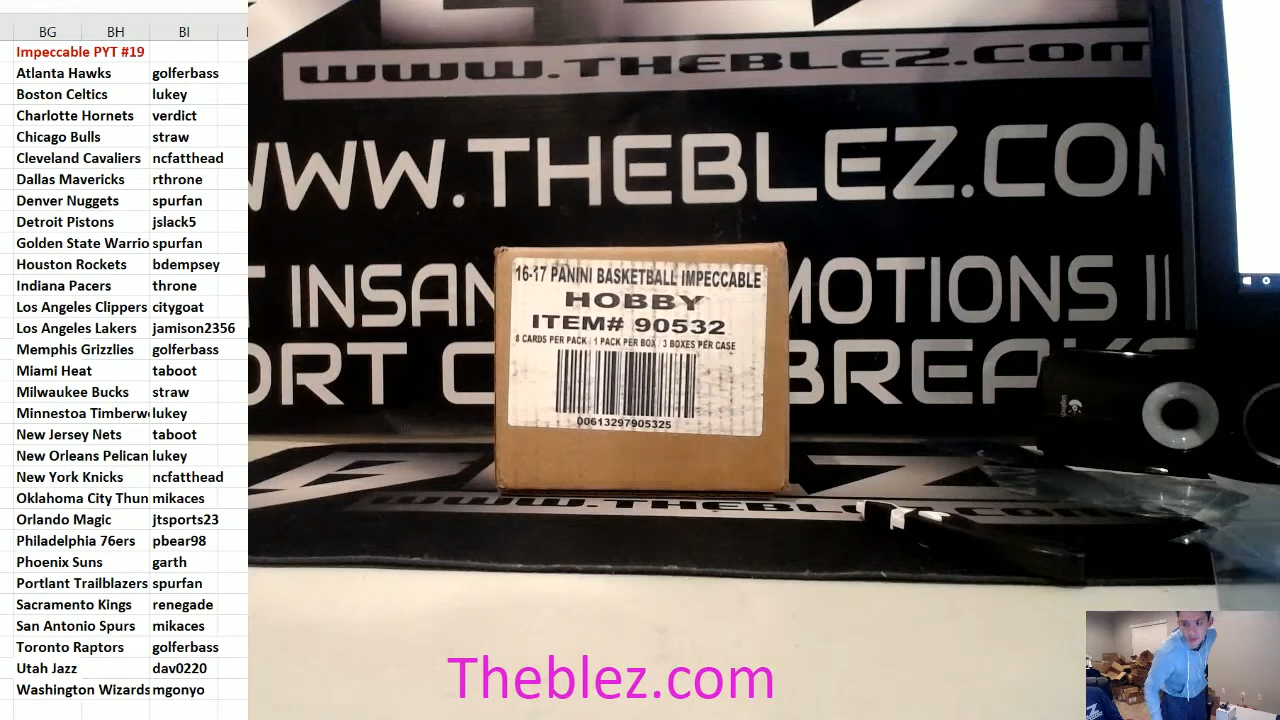 BG BH BI
Impeccable PYT #19
Atlanta Hawks golferbass
Boston Celtics lukey
Charlotte Hornets verdict
Chicago Bulls straw
Cleveland Cavaliers ncfatthead
Dallas Mavericks rthrone
Denver Nuggets spurfan
Detroit Pistons jslack5
Golden State Warrio spurfan
Houston Rockets bdempsey
Indiana Pacers throne
Los Angeles Clippers citygoat
Los Angeles Lakers jamison2356
Memphis Grizzlies golferbass
Miami Heat taboot
Milwaukee Bucks straw
Minnestoa Timberw lukey
New Jersey Nets taboot
New Orleans Pelican lukey
New York Knicks ncfatthead
Oklahoma City Thun mikaces
Orlando Magic jtsports23
Philadelphia 76ers pbear98
Phoenix Suns garth
Portlant Trailblazers spurfan
Sacramento Kings renegade
San Antonio Spurs mikaces
Toronto Raptors golferbass
Utah Jazz dav0220
Washington Wizards mgonyo
WWW.THEBLEZ.COM
WWW.THEBLEZ.CON
T INSAN MOTIONS I
ORT C BREAK
16-17 PANINI BASKETBALL IMPECCABLE
HOBBY
ITEM# 90532
8 CARDS PER PACK / 1 PACK PER BOX / 3 BOXES PER CASE
00613297905325
WWW.THEBLEZ.COM
Logitech
Theblez.com